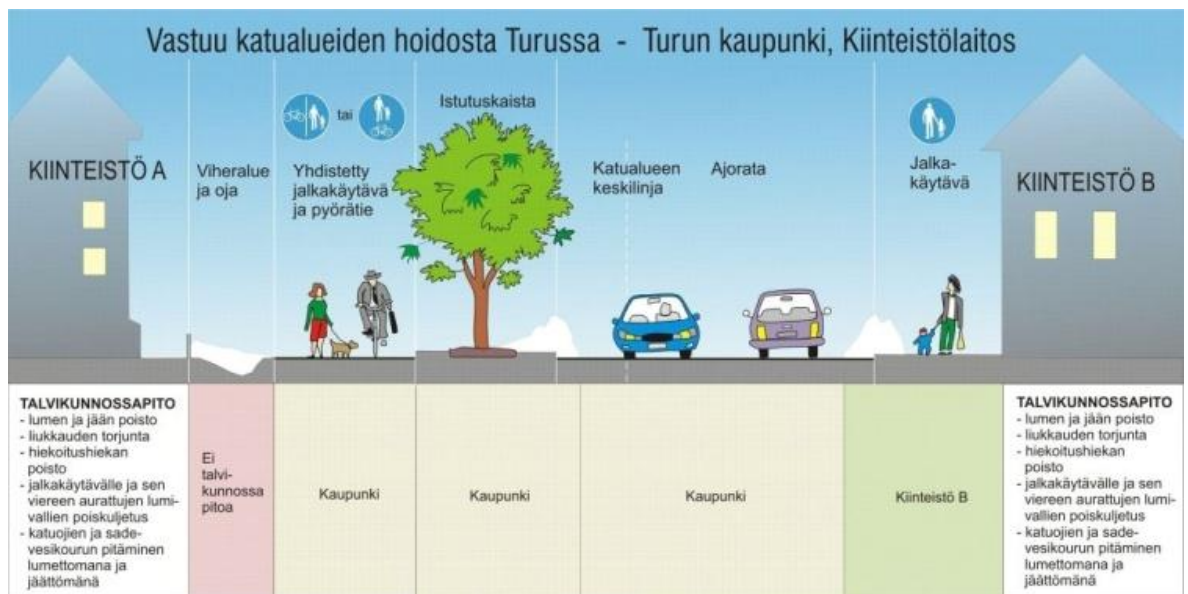 Vastuu katualueiden hoidosta Turussa - Turun kaupunki, Kiinteistölaitos
KIINTEISTÖ A
Viheralue
ja oja
tai
Yhdistetty
jalkakäytävä
ja pyörätie
Istutuskaista
Katualueen
keskilinja
Ajorata
Jalka-
käytävä
KIINTEISTÖ B
TALVIKUNNOSSAPITO
- lumen ja jään poisto
- liukkauden torjunta
- hiekoitushiekan
poisto
- jalkakäytävälle ja sen
viereen aurattujen lumi-
vallien poiskuljetus
- katuojien ja sade-
vesikourun pitäminen
lumettomana ja
jäättömänä
Ei
talvi-
kunnossa
pitoa
Kaupunki
Kaupunki
Kaupunki
Kiinteistö B
TALVIKUNNOSSAPITO
- lumen ja jään poisto
- liukkauden torjunta
- hiekoitushiekan
poisto
- jalkakäytävälle ja sen
viereen aurattujen lumi-
vallien poiskuljetus
- katuojien ja sade-
vesikourun pitäminen
lumettomana ja
jäättömänä